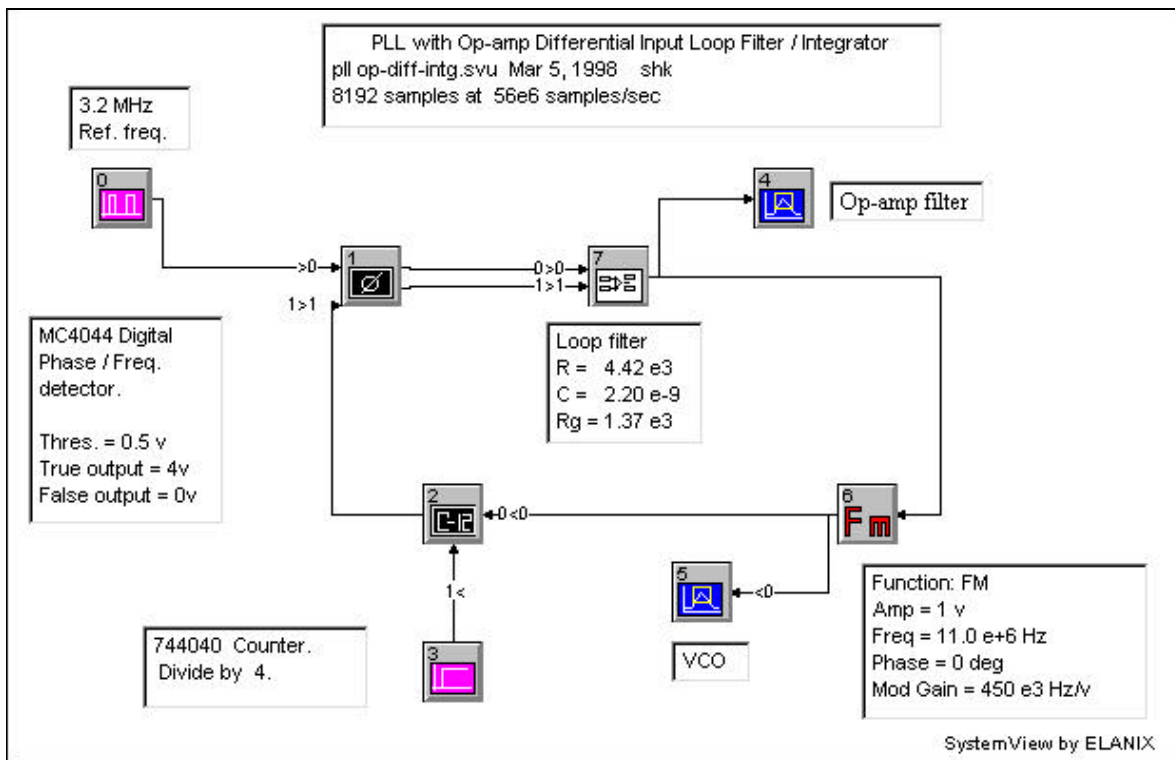 PLL with Op-amp Differential Input Loop Filter / Integrator
pll op-diff-intg.svu Mar 5, 1998 shk
8192 samples at 56e6 samples/sec
3.2 MHz
Ref. freq.
0
4
Op-amp filter
>0
1
0>0
7
1>1
1>1
MC4044 Digital
Phase / Freq.
detector.
Thres. = 0.5 v
True output = 4v
False output = 0v
Loop filter
R = 4.42 e3
C = 2.20 e-9
Rg = 1.37 e3
2
C-12
0<0
6
Fm
5
<0
1<
VCO
Function: FM
Amp = 1 v
Freq = 11.0 e+6 Hz
Phase = 0 deg
Mod Gain = 450 e3 Hz/v
744040 Counter.
Divide by 4.
3
SystemView by ELANIX